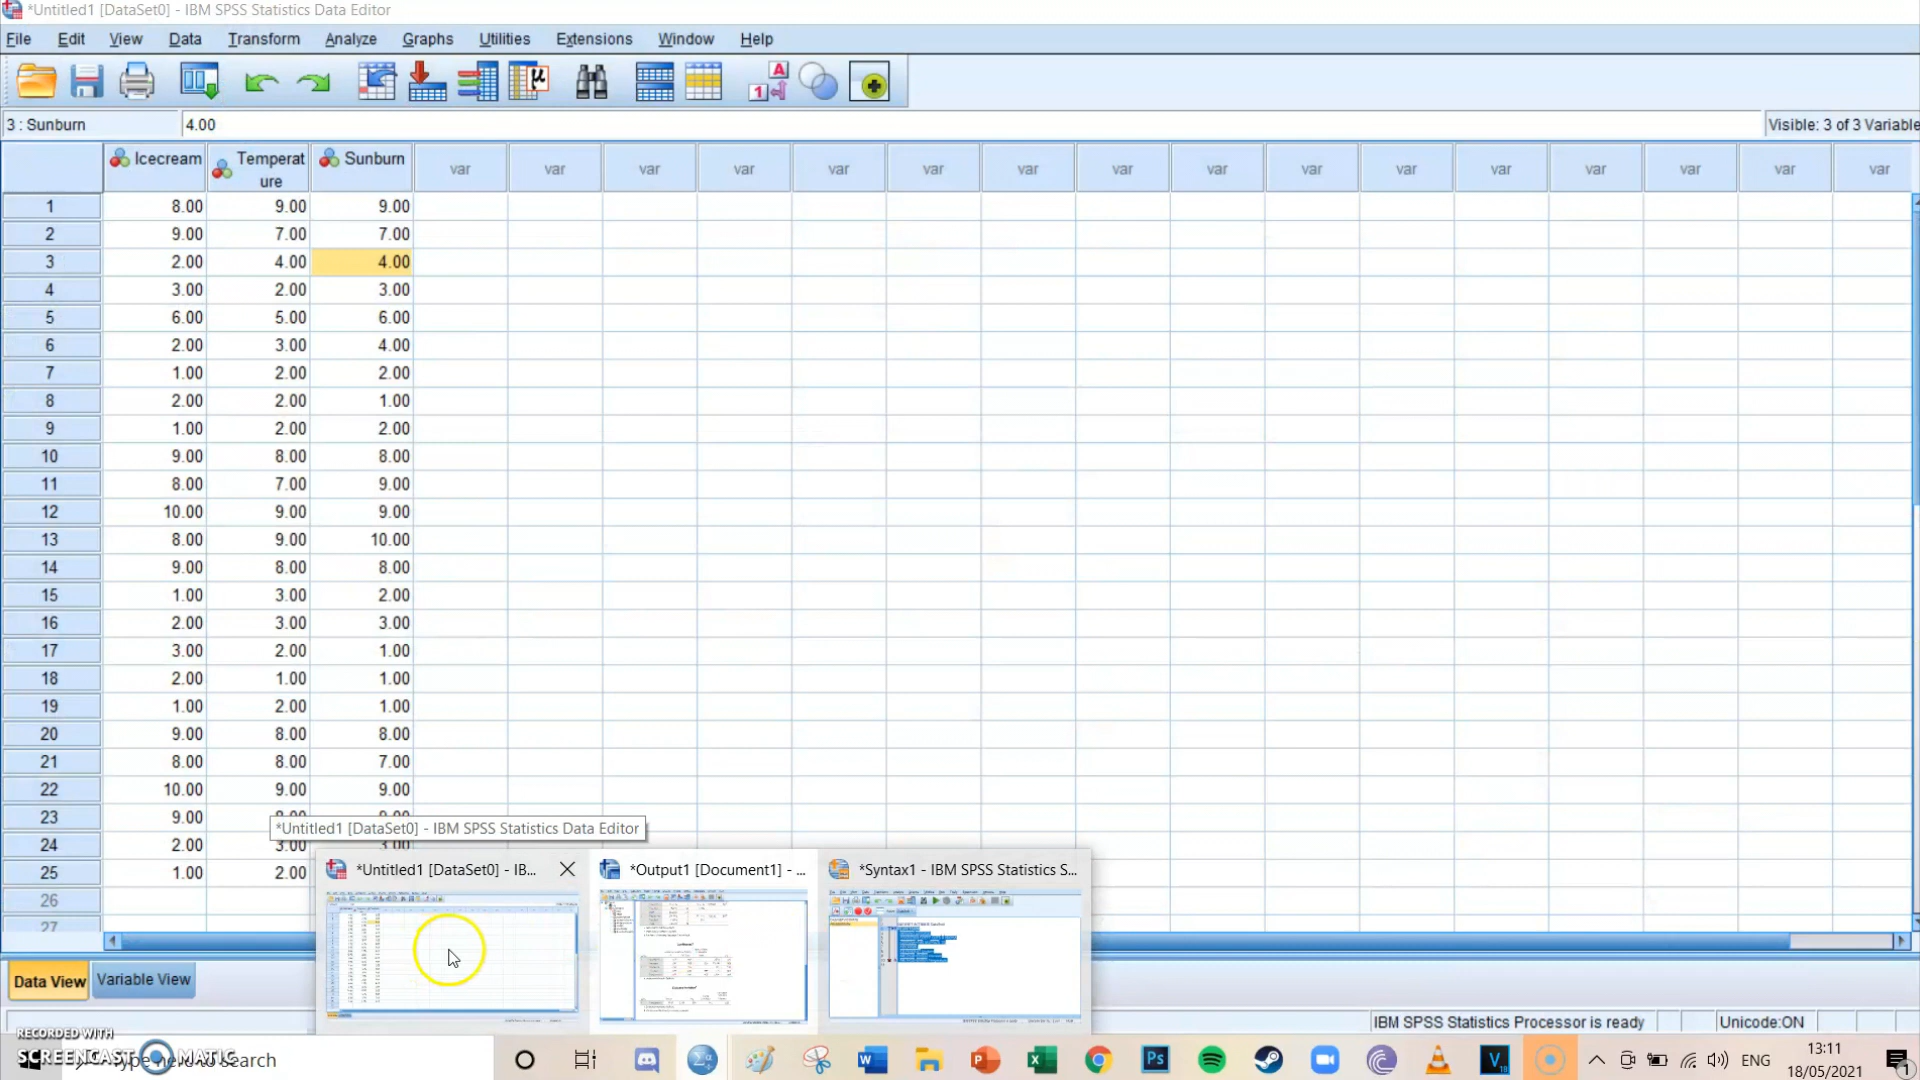 *Untitled1 [DataSet0] - IBM SPSS Statistics Data Editor
File Edit View Data Transform Analyze Graphs Utilities Extensions Window Help
3 : Sunburn 4.00 Visible: 3 of 3 Variable
Icecream Temperat Sunburn var var var var var var var var var var var var var var var var
ure
1 8.00 9.00 9.00
2 9.00 7.00 7.00
3 2.00 4.00 4.00
4 3.00 2.00 3.00
5 6.00 5.00 6.00
6 2.00 3.00 4.00
7 1.00 2.00 2.00
8 2.00 2.00 1.00
9 1.00 2.00 2.00
10 9.00 8.00 8.00
11 8.00 7.00 9.00
12 10.00 9.00 9.00
13 8.00 9.00 10.00
14 9.00 8.00 8.00
15 1.00 3.00 2.00
16 2.00 3.00 3.00
17 3.00 2.00 1.00
18 2.00 1.00 1.00
19 1.00 2.00 1.00
20 9.00 8.00 8.00
21 8.00 8.00 7.00
22 10.00 9.00 9.00
23 9.00
*Untitled1 [DataSet0] - IBM SPSS Statistics Data Editor
24 2.00 3.00 3.00
25 1.00 2.00
*Untitled1 [DataSet0] - IB... *Output1 [Document1] - ... *Syntax1 - IBM SPSS Statistics S...
26
27
Data View Variable View
IBM SPSS Statistics Processor is ready Unicode:ON
RECORDED WITH
SCREENCAST MATIC
here to search
ENG 13:11
18/05/2021